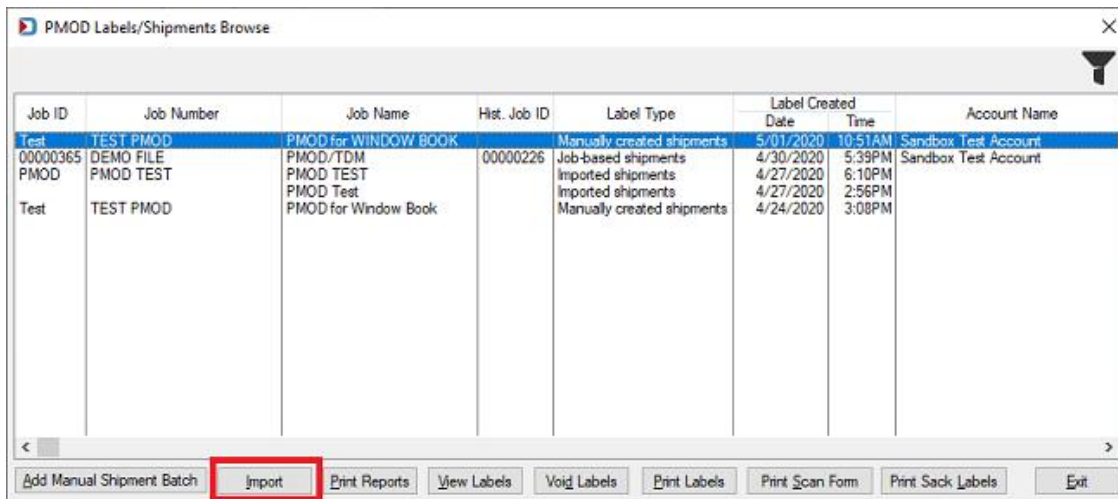 PMOD Labels/Shipments Browse
Job ID Job Number Job Name Hist. Job ID Label Type Label Created Account Name
Date Time
Test TEST PMOD PMOD for WINDOW BOOK Manually created shipments 5/01/2020 10:51AM Sandbox Test Account
00000365 DEMO FILE PMOD/TDM 00000226 Job-based shipments 4/30/2020 5:39PM Sandbox Test Account
PMOD PMOD TEST PMOD TEST Imported shipments 4/27/2020 6:10PM
PMOD Test Imported shipments 4/27/2020 2:56PM
Test TEST PMOD PMOD for Window Book Manually created shipments 4/24/2020 3:08PM
Add Manual Shipment Batch Import Print Reports View Labels Void Labels Print Labels Print Scan Form Print Sack Labels Exit